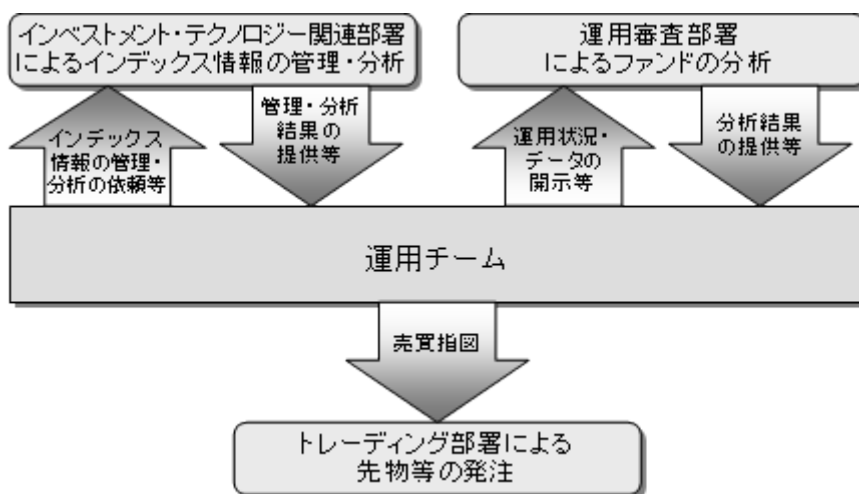 インベストメント・テクノロジー関連部署
によるインデックス情報の管理・分析
運用審査部署
によるファンドの分析
インデックス
情報の管理・
分析の依頼等
管理・分析
結果の
提供等
運用状況・
データの
開示等
分析結果
の提供等
運用チーム
売買指図
トレーディング部署による
先物等の発注